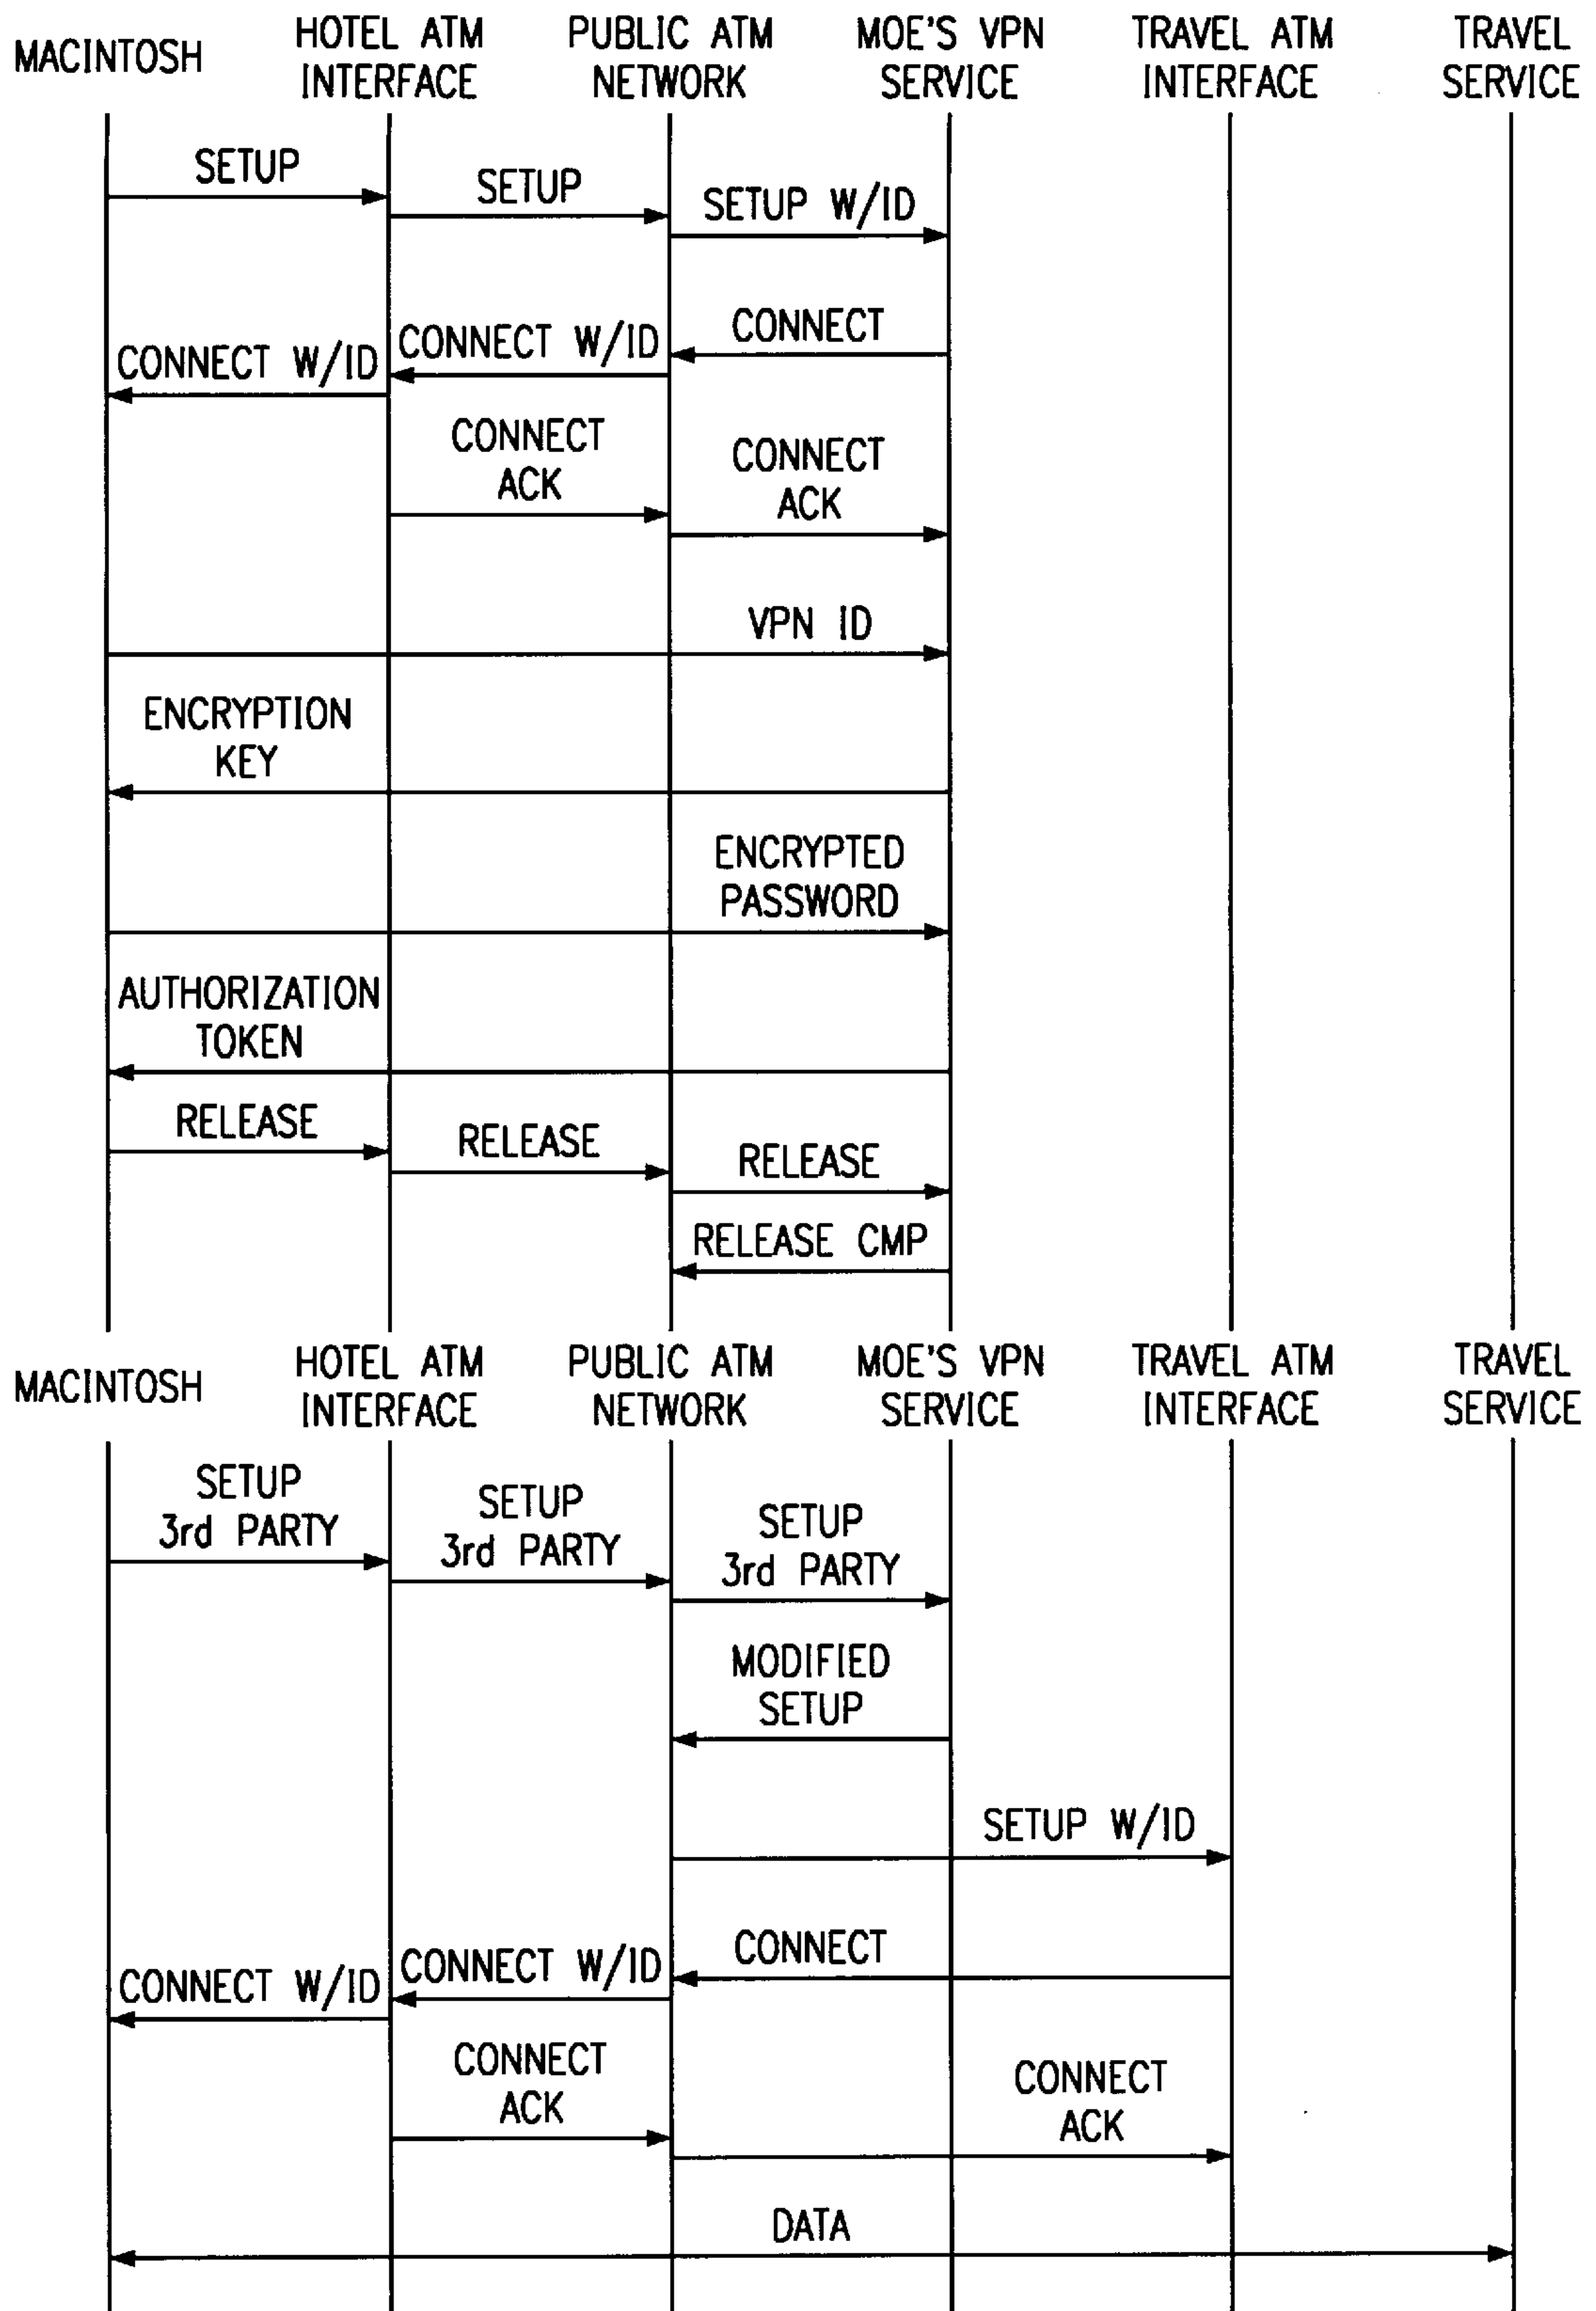 MACINTOSH
HOTEL ATM
INTERFACE
PUBLIC ATM
NETWORK
MOE'S VPN
SERVICE
TRAVEL ATM
INTERFACE
TRAVEL
SERVICE
SETUP
SETUP
SETUP W/ID
CONNECT
CONNECT W/ID
CONNECT W/ID
CONNECT
ACK
CONNECT
ACK
VPN ID
ENCRYPTION
KEY
ENCRYPTED
PASSWORD
AUTHORIZATION
TOKEN
RELEASE
RELEASE
RELEASE
RELEASE CMP
MACINTOSH
HOTEL ATM
INTERFACE
PUBLIC ATM
NETWORK
MOE'S VPN
SERVICE
TRAVEL ATM
INTERFACE
TRAVEL
SERVICE
SETUP
3rd PARTY
SETUP
3rd PARTY
SETUP
3rd PARTY
MODIFIED
SETUP
SETUP W/ID
CONNECT
CONNECT W/ID
CONNECT W/ID
CONNECT
ACK
CONNECT
ACK
DATA